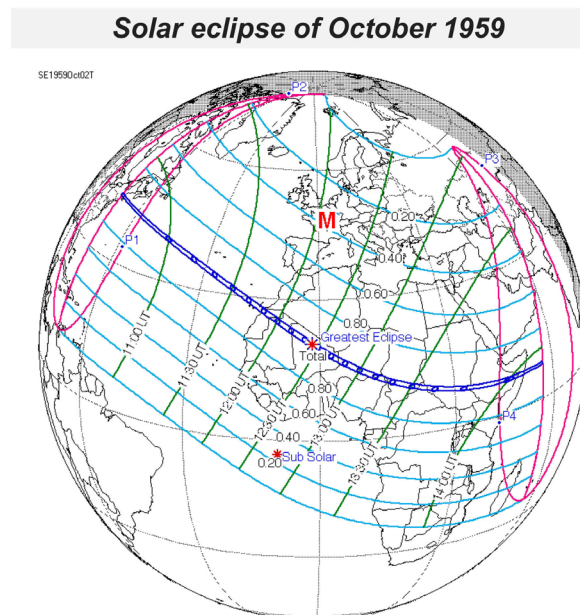 Solar eclipse of October 1959
SE1959Oct02T
P2
P3
M
0.20
P1
0.40
0.60
0.80
Greatest Eclipse
Total
11:00 UT
11:30 UT
12:00 UT
12:30 UT
13:00 UT
13:30 UT
14:00 UT
0.80
0.60
P4
0.40
Sub Solar
0.20